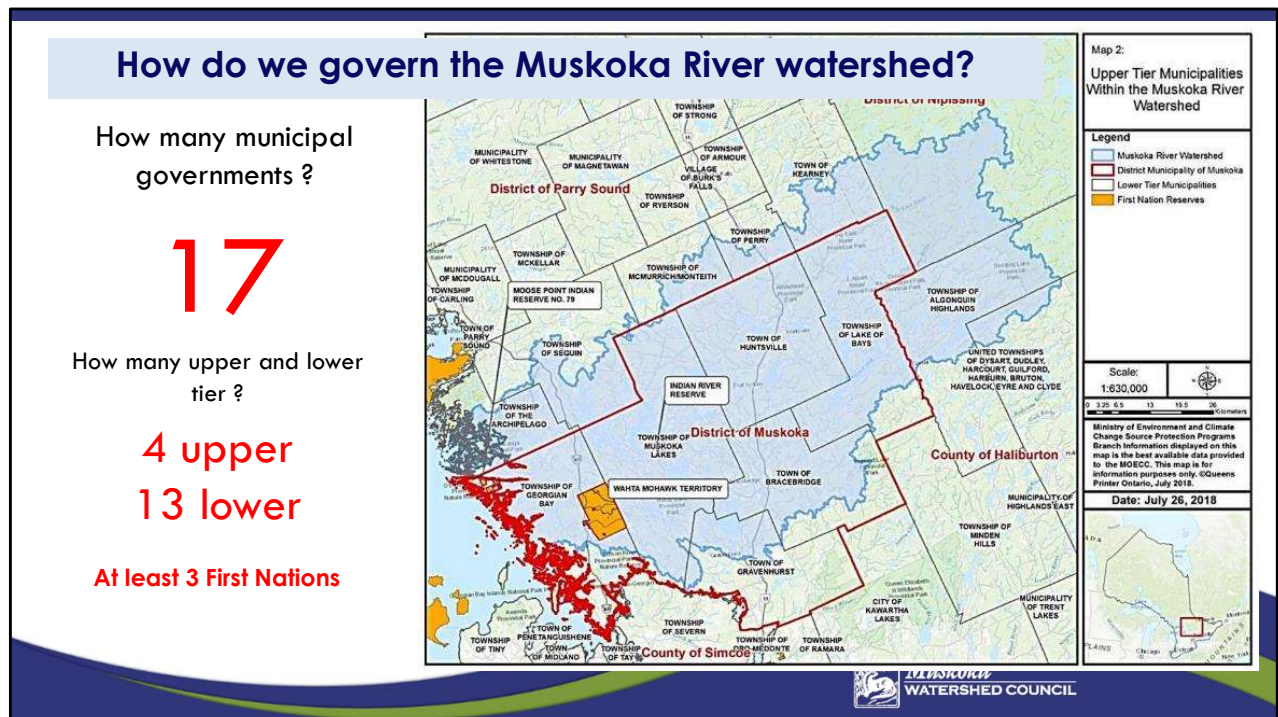 How do we govern the Muskoka River watershed?
How many municipal
governments ?
17
How many upper and lower
tier ?
4 upper
13 lower
At least 3 First Nations
District of Nipissing
TOWNSHIP
OF STRONG
MUNICIPALITY
OF WHITESTONE
MUNICIPALITY
OF MAGNETAWAN
TOWNSHIP
OF ARMOUR
VILLAGE
OF BURK'S
FALLS
TOWN OF
KEARNEY
District of Parry Sound
TOWNSHIP
OF RYERSON
TOWNSHIP
OF PERRY
TOWNSHIP OF
MCKELLAR
TOWNSHIP OF
MCMURRICH/MONTEITH
MUNICIPALITY
OF MCDOUGALL
TOWNSHIP
OF CARLING
MOOSE POINT INDIAN
RESERVE NO. 79
TOWNSHIP OF
ALGONQUIN
HIGHLANDS
TOWN OF
PARRY
SOUND
TOWNSHIP
OF SEGUIN
TOWN OF
HUNTSVILLE
TOWNSHIP
OF LAKE OF
BAYS
UNITED TOWNSHIPS
OF DYSART, DUDLEY,
HARCOURT, GUILFORD,
HARBURN, BRUTON,
HAVELOCK, EYRE AND CLYDE
INDIAN RIVER
RESERVE
TOWNSHIP
OF THE
ARCHIPELAGO
TOWNSHIP OF
MUSKOKA
LAKES
District of Muskoka
County of Haliburton
TOWN OF
BRACEBRIDGE
TOWNSHIP OF
GEORGIAN
BAY
WAHTA MOHAWK TERRITORY
MUNICIPALITY OF
HIGHLANDS EAST
TOWNSHIP OF
MINDEN
HILLS
TOWN OF
GRAVENHURST
CITY OF
KAWARTHA
LAKES
MUNICIPALITY
OF TRENT
LAKES
TOWNSHIP
OF TINY
TOWN OF
PENETANGUISHENE
TOWN
OF MIDLAND
TOWNSHIP
OF TAY
TOWNSHIP
OF SEVERN
County of Simcoe
TOWNSHIP OF
ORO-MEDONTE
TOWNSHIP
OF RAMARA
Map 2:
Upper Tier Municipalities
Within the Muskoka River
Watershed
Legend
Muskoka River Watershed
District Municipality of Muskoka
Lower Tier Municipalities
First Nation Reserves
Scale:
1:630,000
0 3.25 6.5 13 19.5 26
Kilometers
Ministry of Environment and Climate
Change Source Protection Programs
Branch Information displayed on this
map is the best available data provided
to the MOECC. This map is for
information purposes only. ©Queens
Printer Ontario, July 2018.
Date: July 26, 2018
Muskoka
WATERSHED COUNCIL